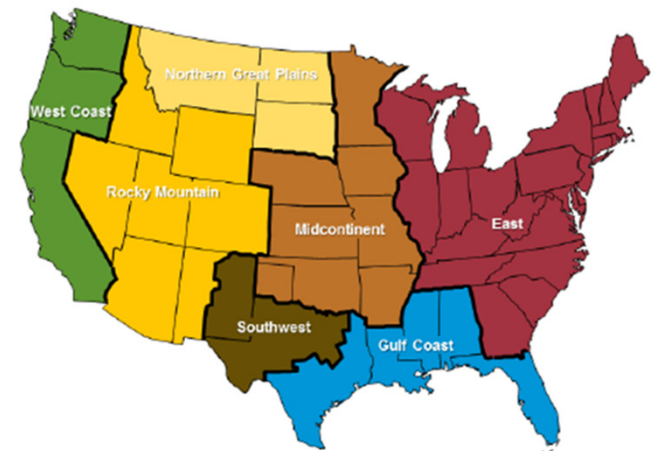 Northern Great Plains
West Coast
Rocky Mountain
Midcontinent
East
Southwest
Gulf Coast